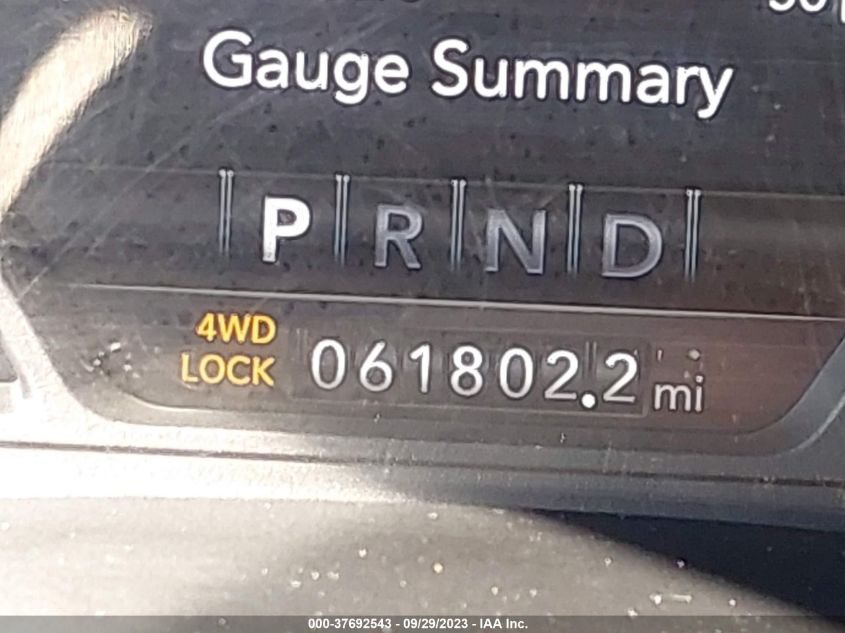 Gauge Summary
P R N D
4WD
LOCK
061802.2 mi
000-37692543 - 09/29/2023 - IAA Inc.